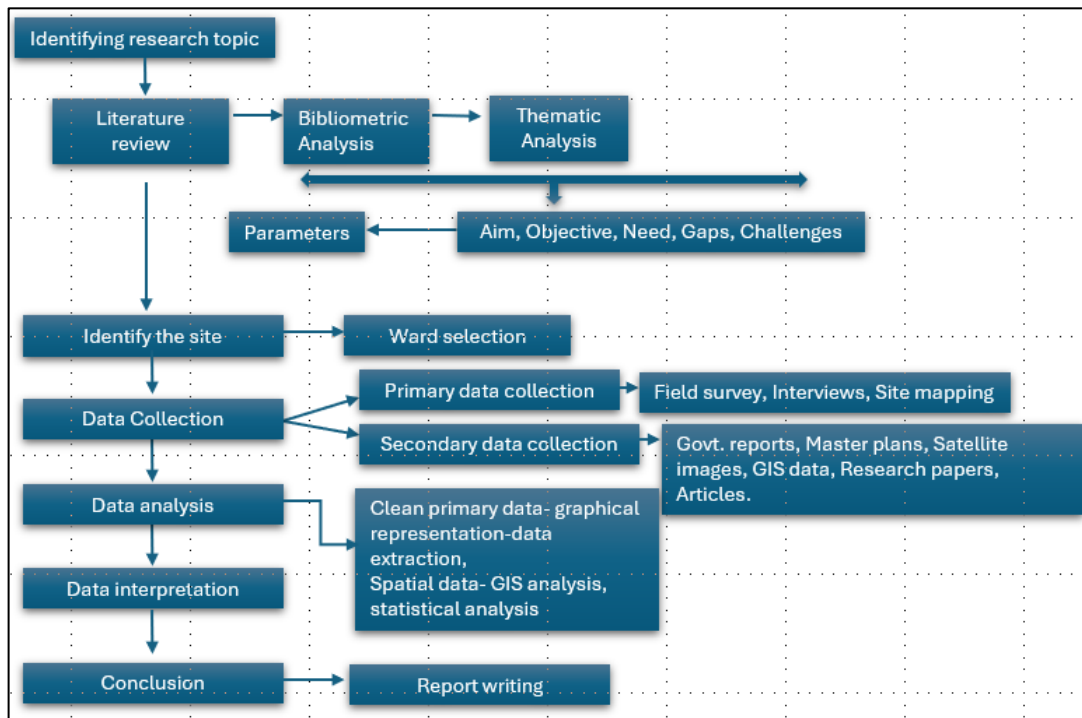 Identifying research topic
Literature
review
Bibliometric
Analysis
Thematic
Analysis
Parameters
Aim, Objective, Need, Gaps, Challenges
Identify the site
Ward selection
Data Collection
Primary data collection
Field survey, Interviews, Site mapping
Secondary data collection
Govt. reports, Master plans, Satellite
images, GIS data, Research papers,
Articles.
Data analysis
Clean primary data- graphical
representation-data
extraction,
Spatial data- GIS analysis,
statistical analysis
Data interpretation
Conclusion
Report writing